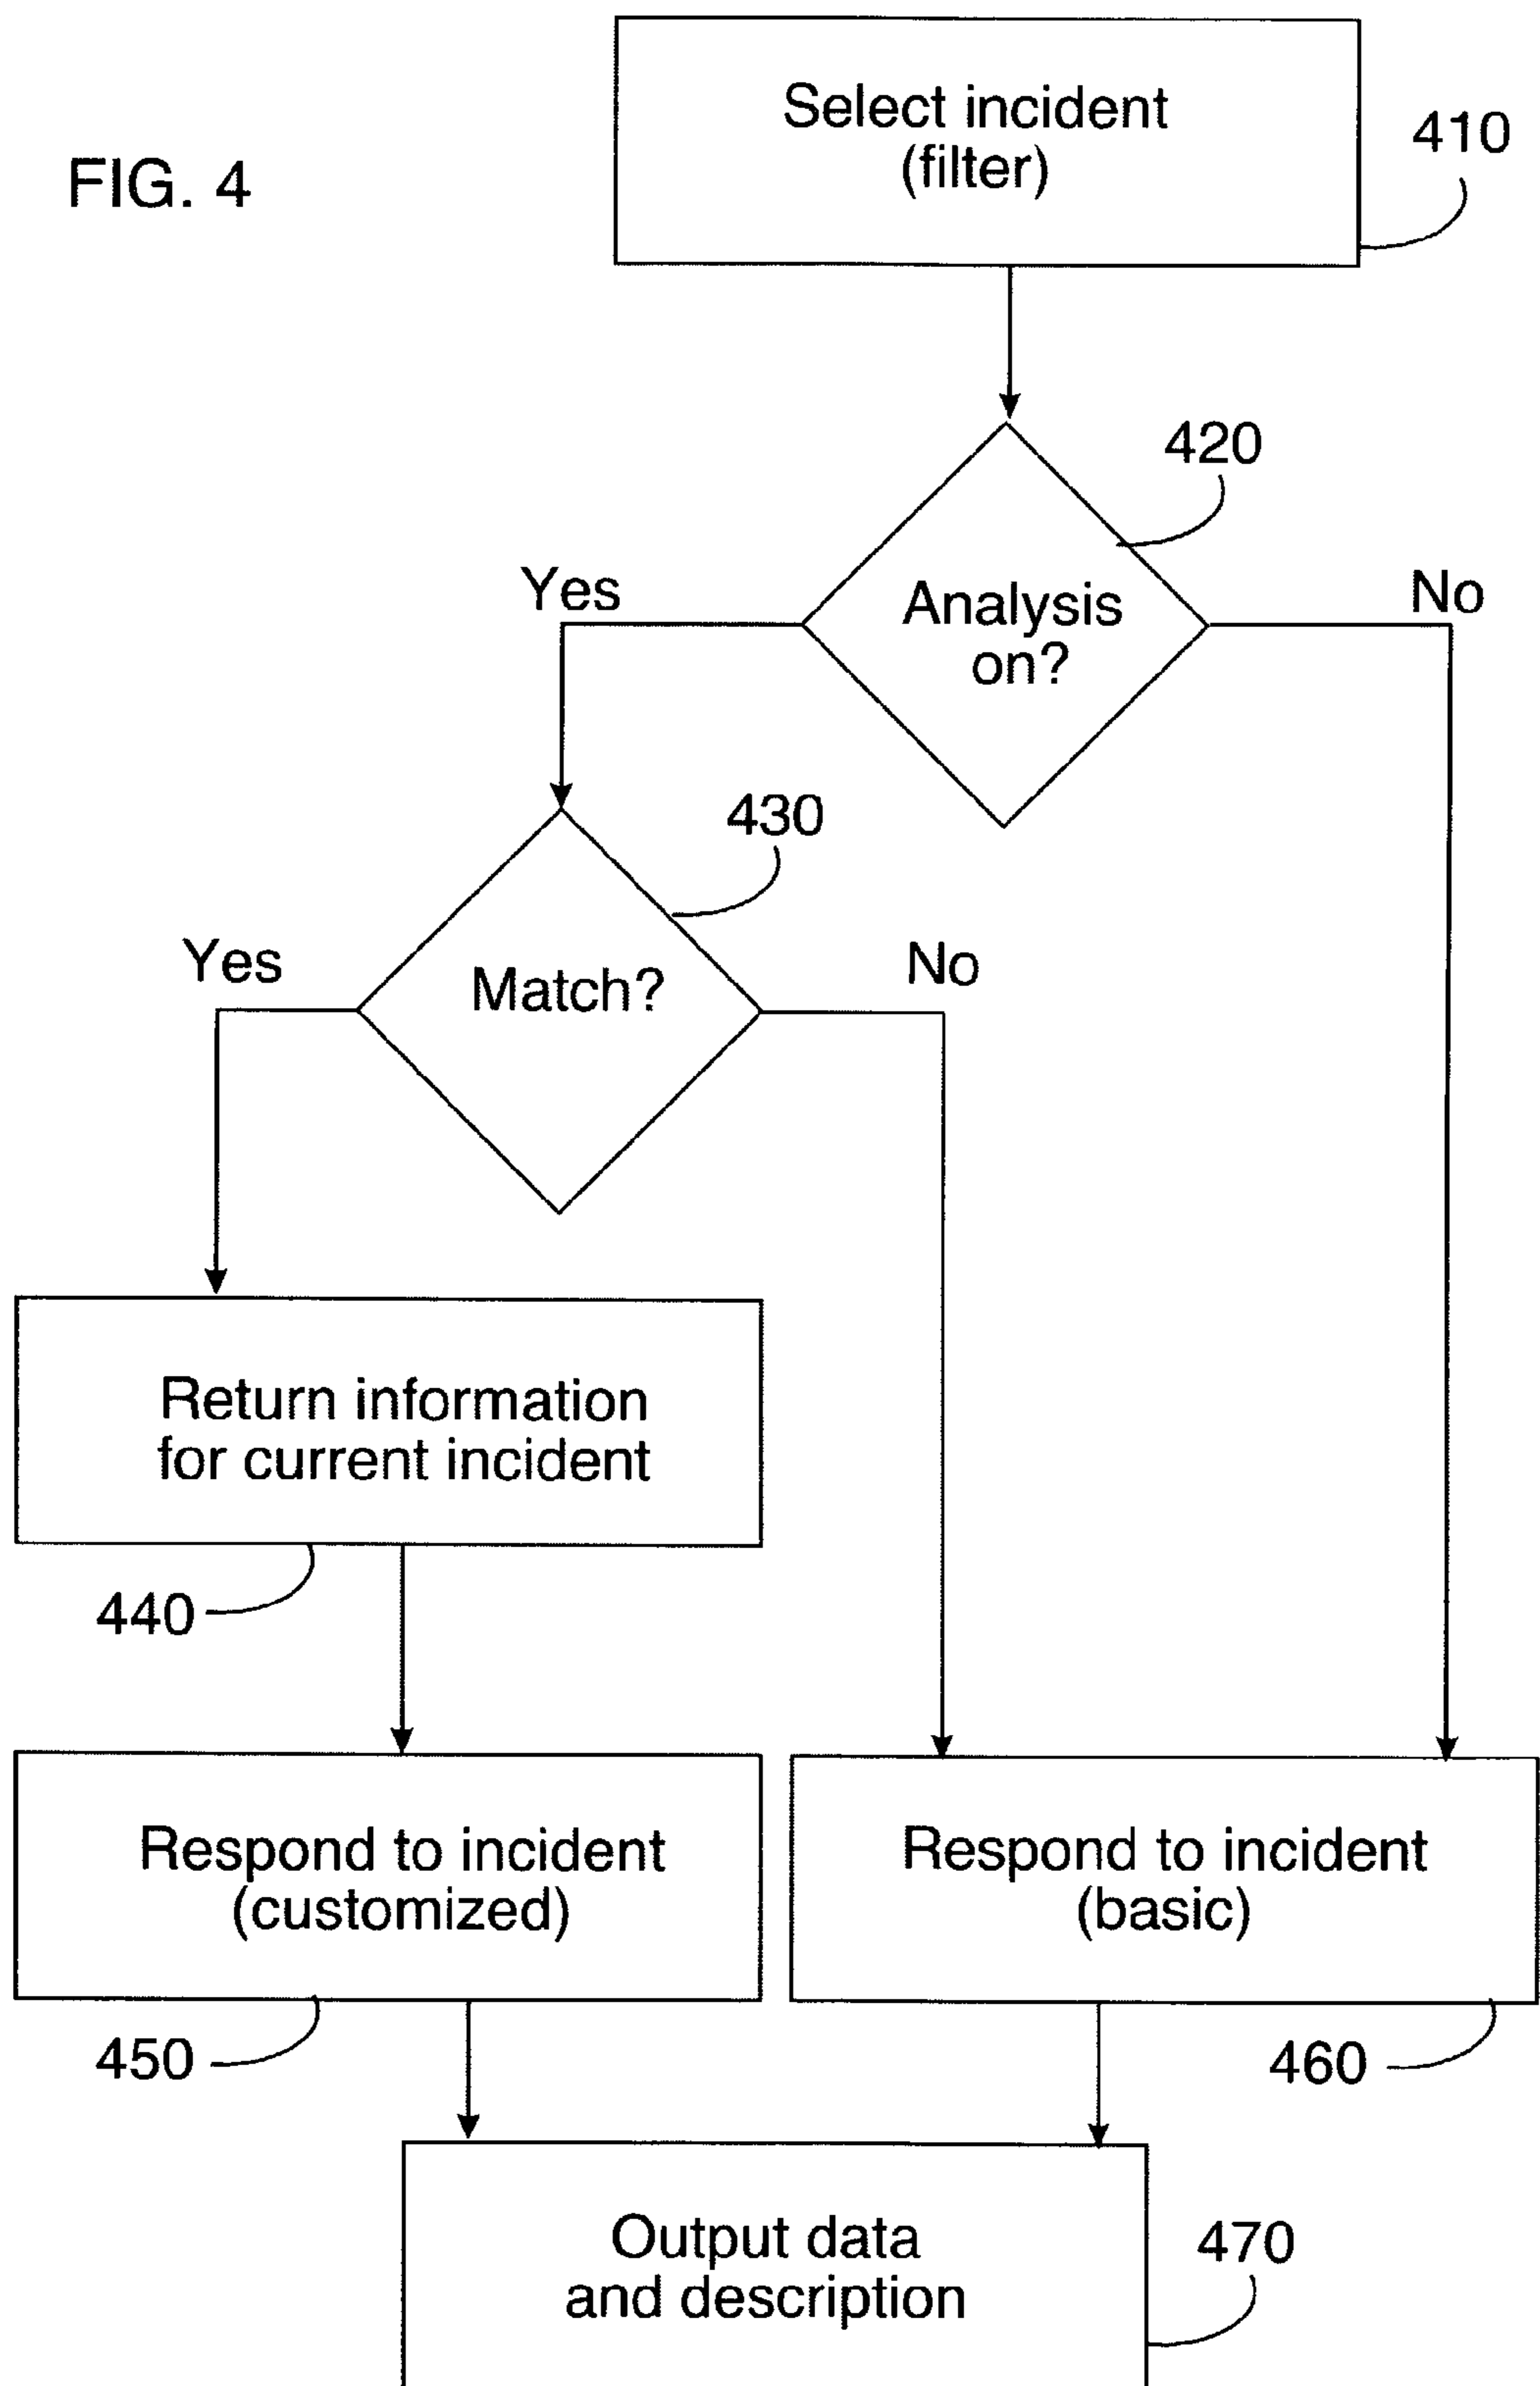 FIG. 4
Select incident
(filter)
410
420
Yes
Analysis
on?
No
430
Yes
Match?
No
Return information
for current incident
440
Respond to incident
(customized)
450
Respond to incident
(basic)
460
Output data
and description
470